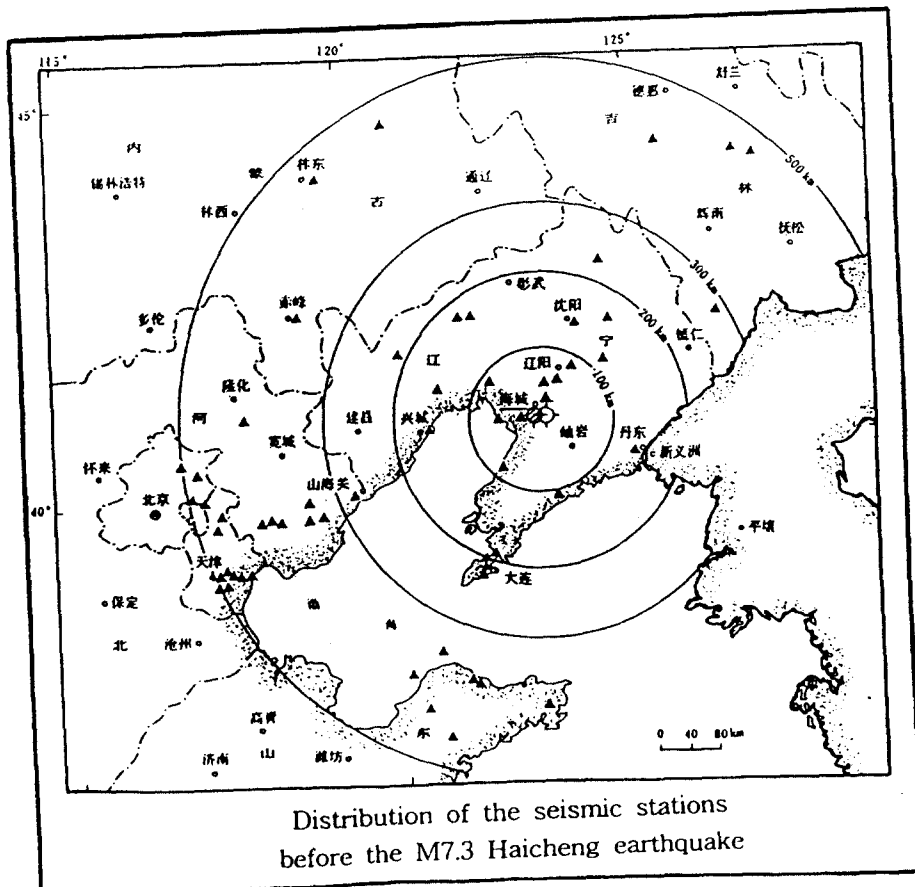 115° 120° 125°
45°
德惠 舒兰
吉
内
林东
蒙
锡林浩特
通辽
古
林
林西
辉南
500 km
抚松
300 km
彰武
赤峰
沈阳
200 km
多伦
宁
桓仁
辽
辽阳
100 km
隆化
海城
河
建昌
兴城
岫岩
丹东
新义州
宽城
怀来
山海关
北京
40°
平壤
天津
大连
渤
保定
海
北
沧州
高青
东
山
0 40 80 km
济南
潍坊
Distribution of the seismic stations
before the M7.3 Haicheng earthquake